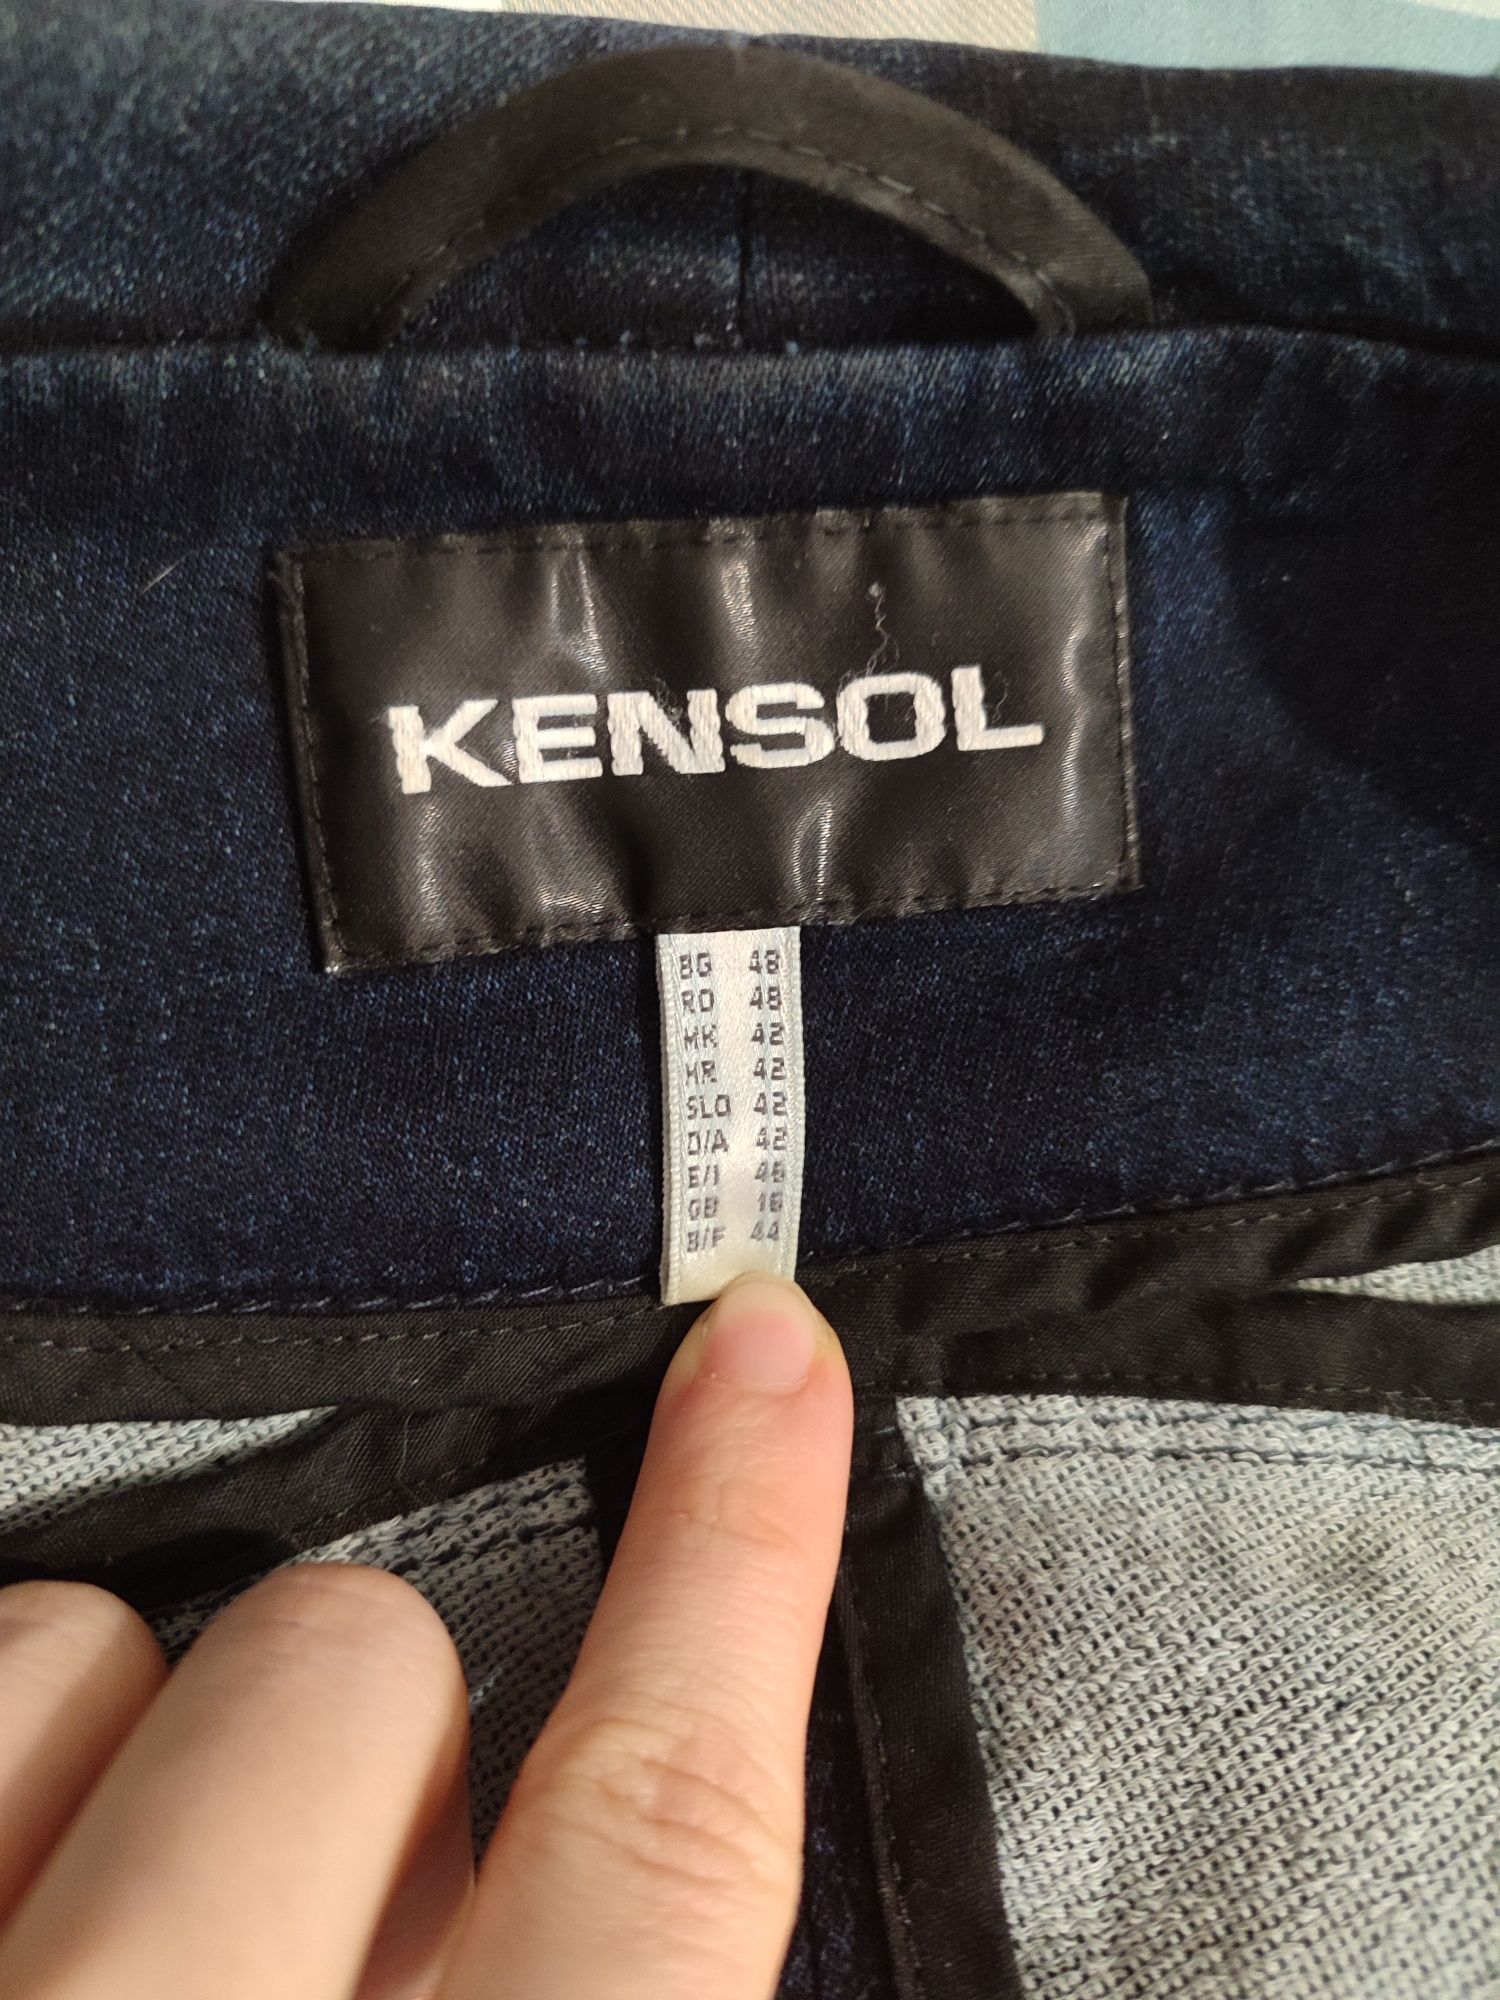 KENSOL
BG 48
RO 48
MK 42
HR 42
SLO 42
D/A 42
E/I 48
GB 16
B/F 44